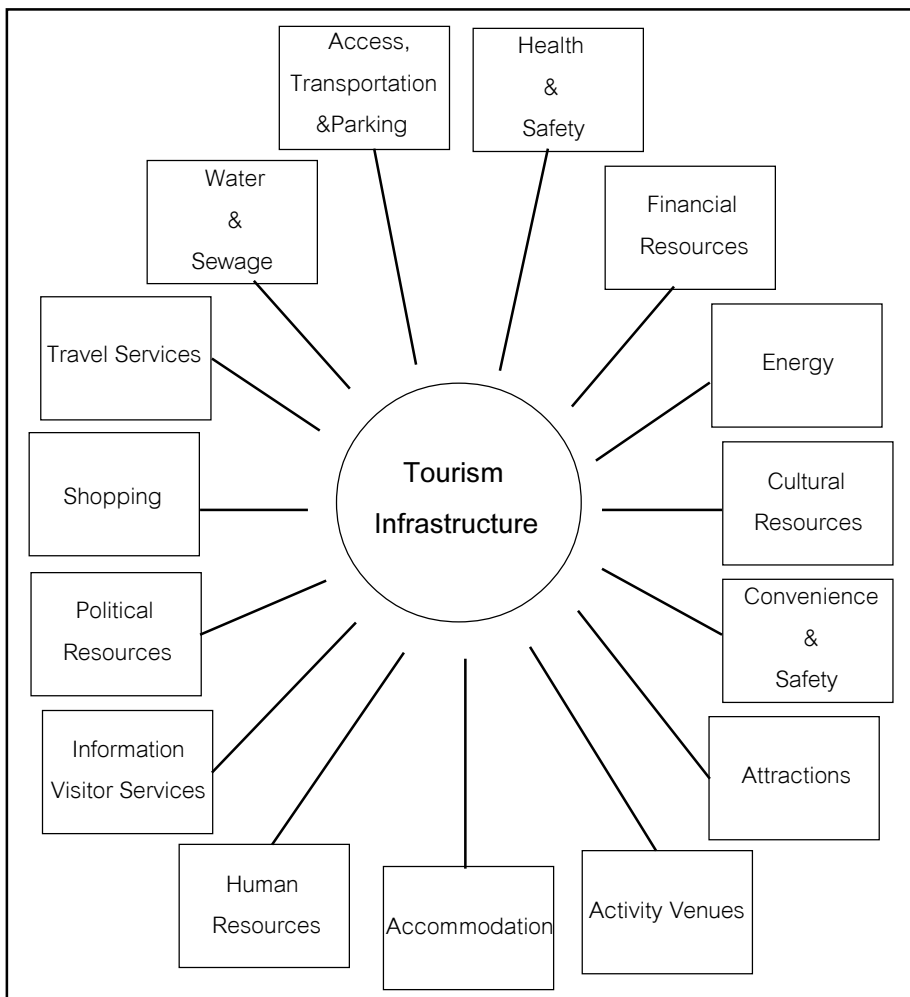 Access,
Transportation
&Parking
Health
&
Safety
Water
&
Sewage
Financial
Resources
Travel Services
Energy
Tourism
Infrastructure
Shopping
Cultural
Resources
Political
Resources
Convenience
&
Safety
Information
Visitor Services
Attractions
Human
Resources
Accommodation
Activity Venues